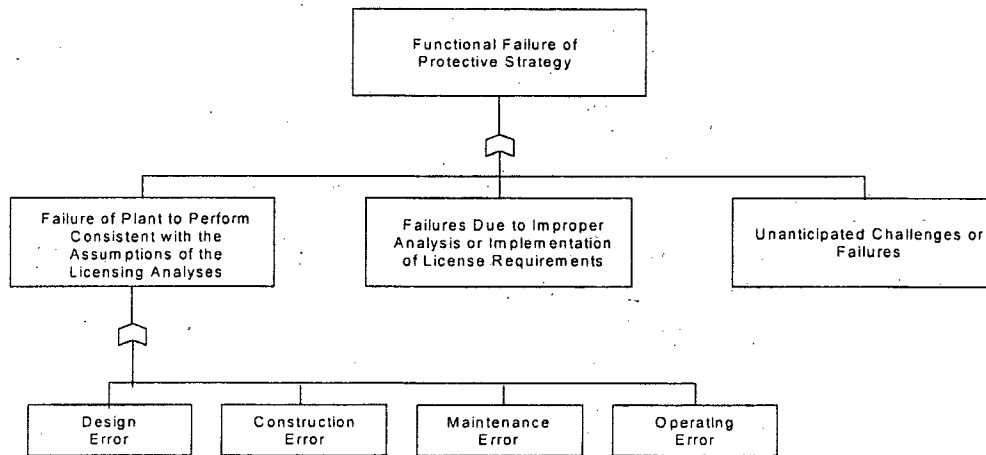 Functional Failure of
Protective Strategy
Failure of Plant to Perform
Consistent with the
Assumptions of the
Licensing Analyses
Failures Due to Improper
Analysis or Implementation
of License Requirements
Unanticipated Challenges or
Failures
Design
Error
Construction
Error
Maintenance
Error
Operating
Error